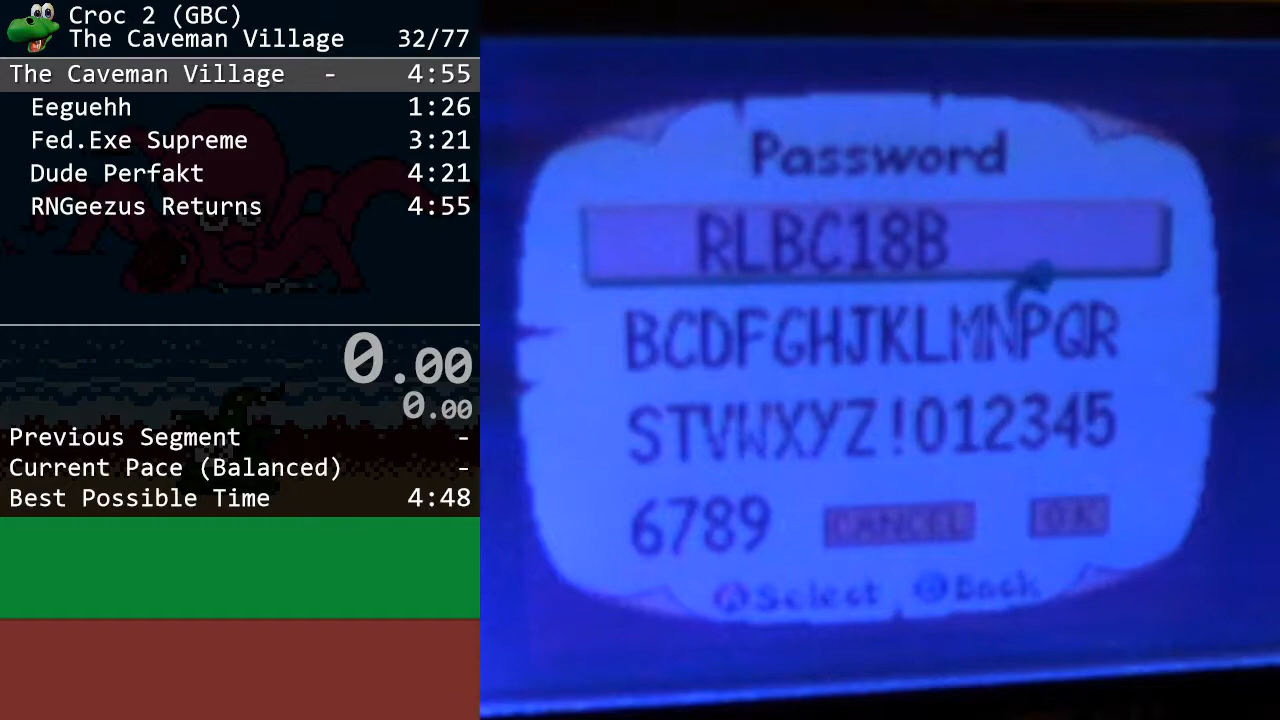 Croc 2 (GBC)
The Caveman Village 32/77
The Caveman Village - 4:55
Eeguehh 1:26
Fed.Exe Supreme 3:21
Dude Perfakt 4:21
RNGeezus Returns 4:55
0.00
0.00
Previous Segment -
Current Pace (Balanced) -
Best Possible Time 4:48
Password
RLBC18B
BCDFGHJKLMNPQR
STVWXYZ!012345
6789 CANCEL OK
A Select B Back